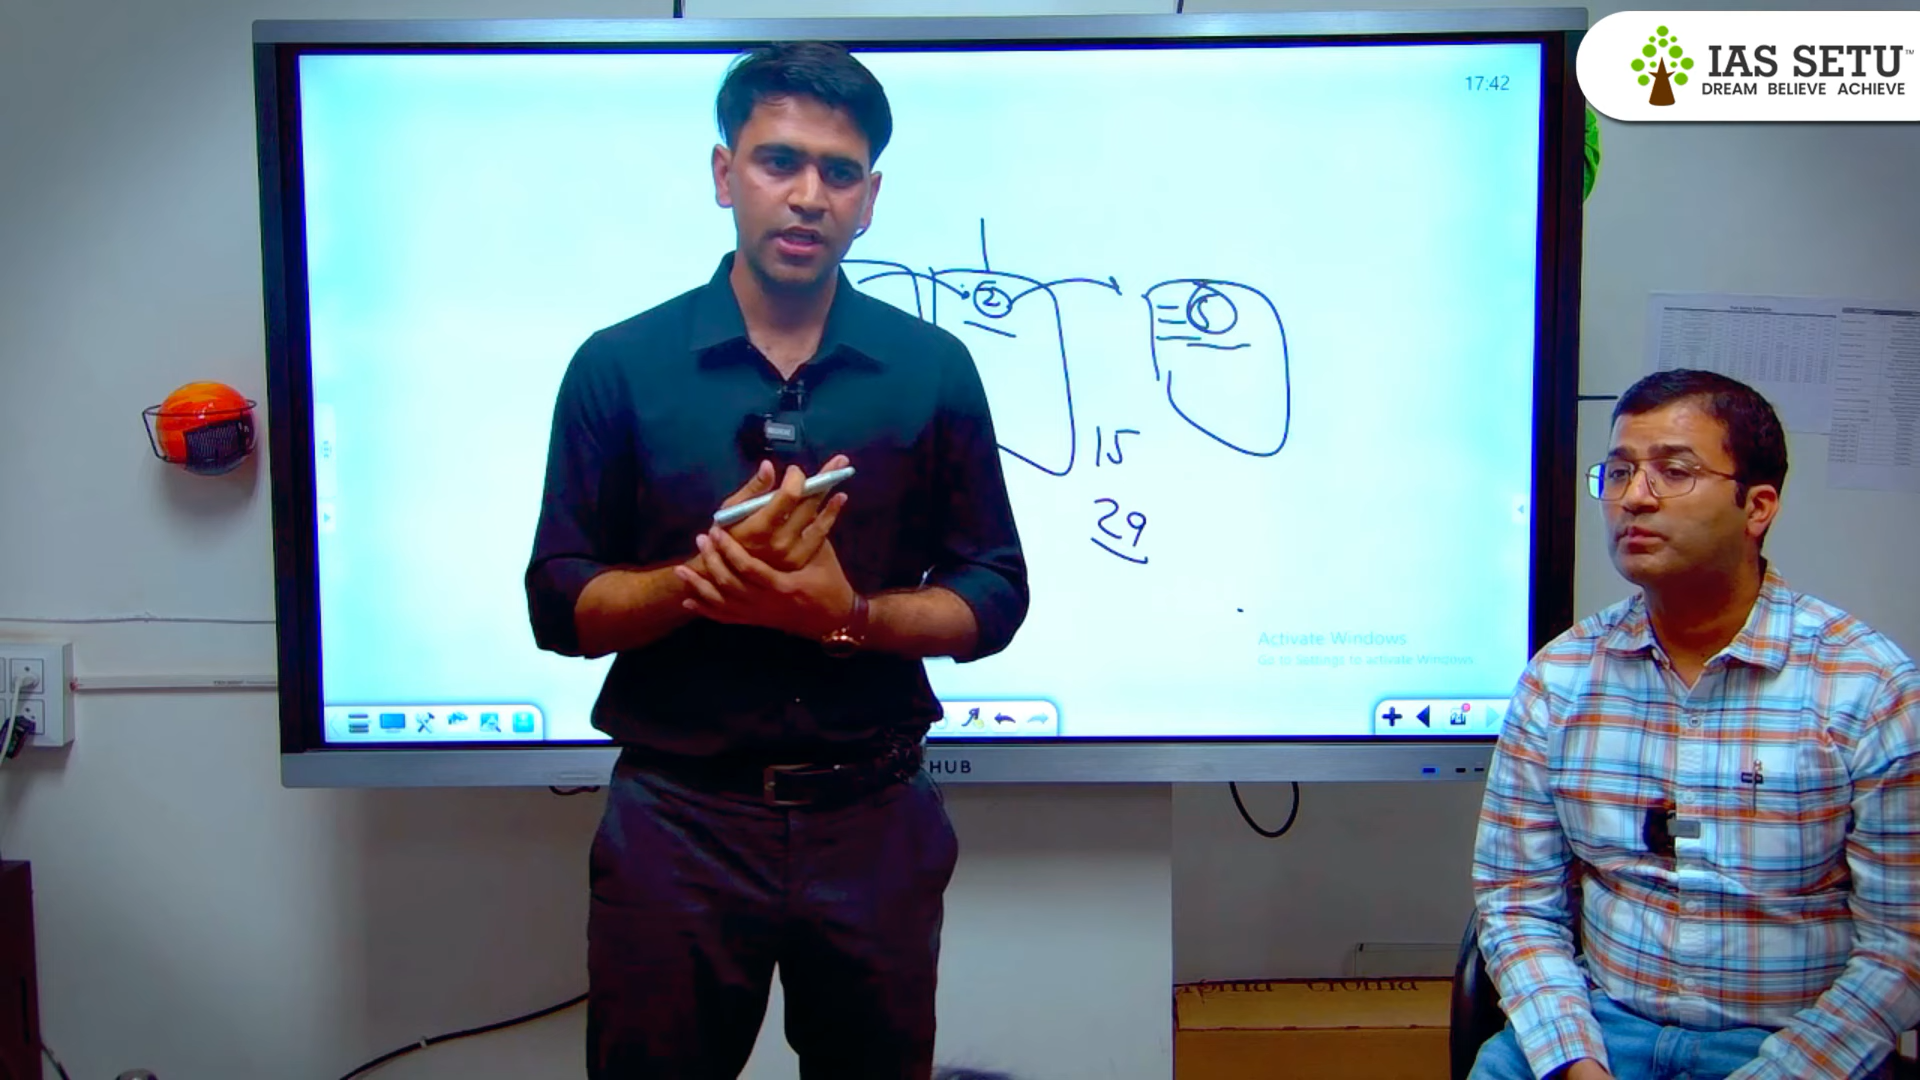 IAS SETU™
DREAM BELIEVE ACHIEVE
17:42
2
5
15
29
Activate Windows
Go to Settings to activate Windows
HUB
croma